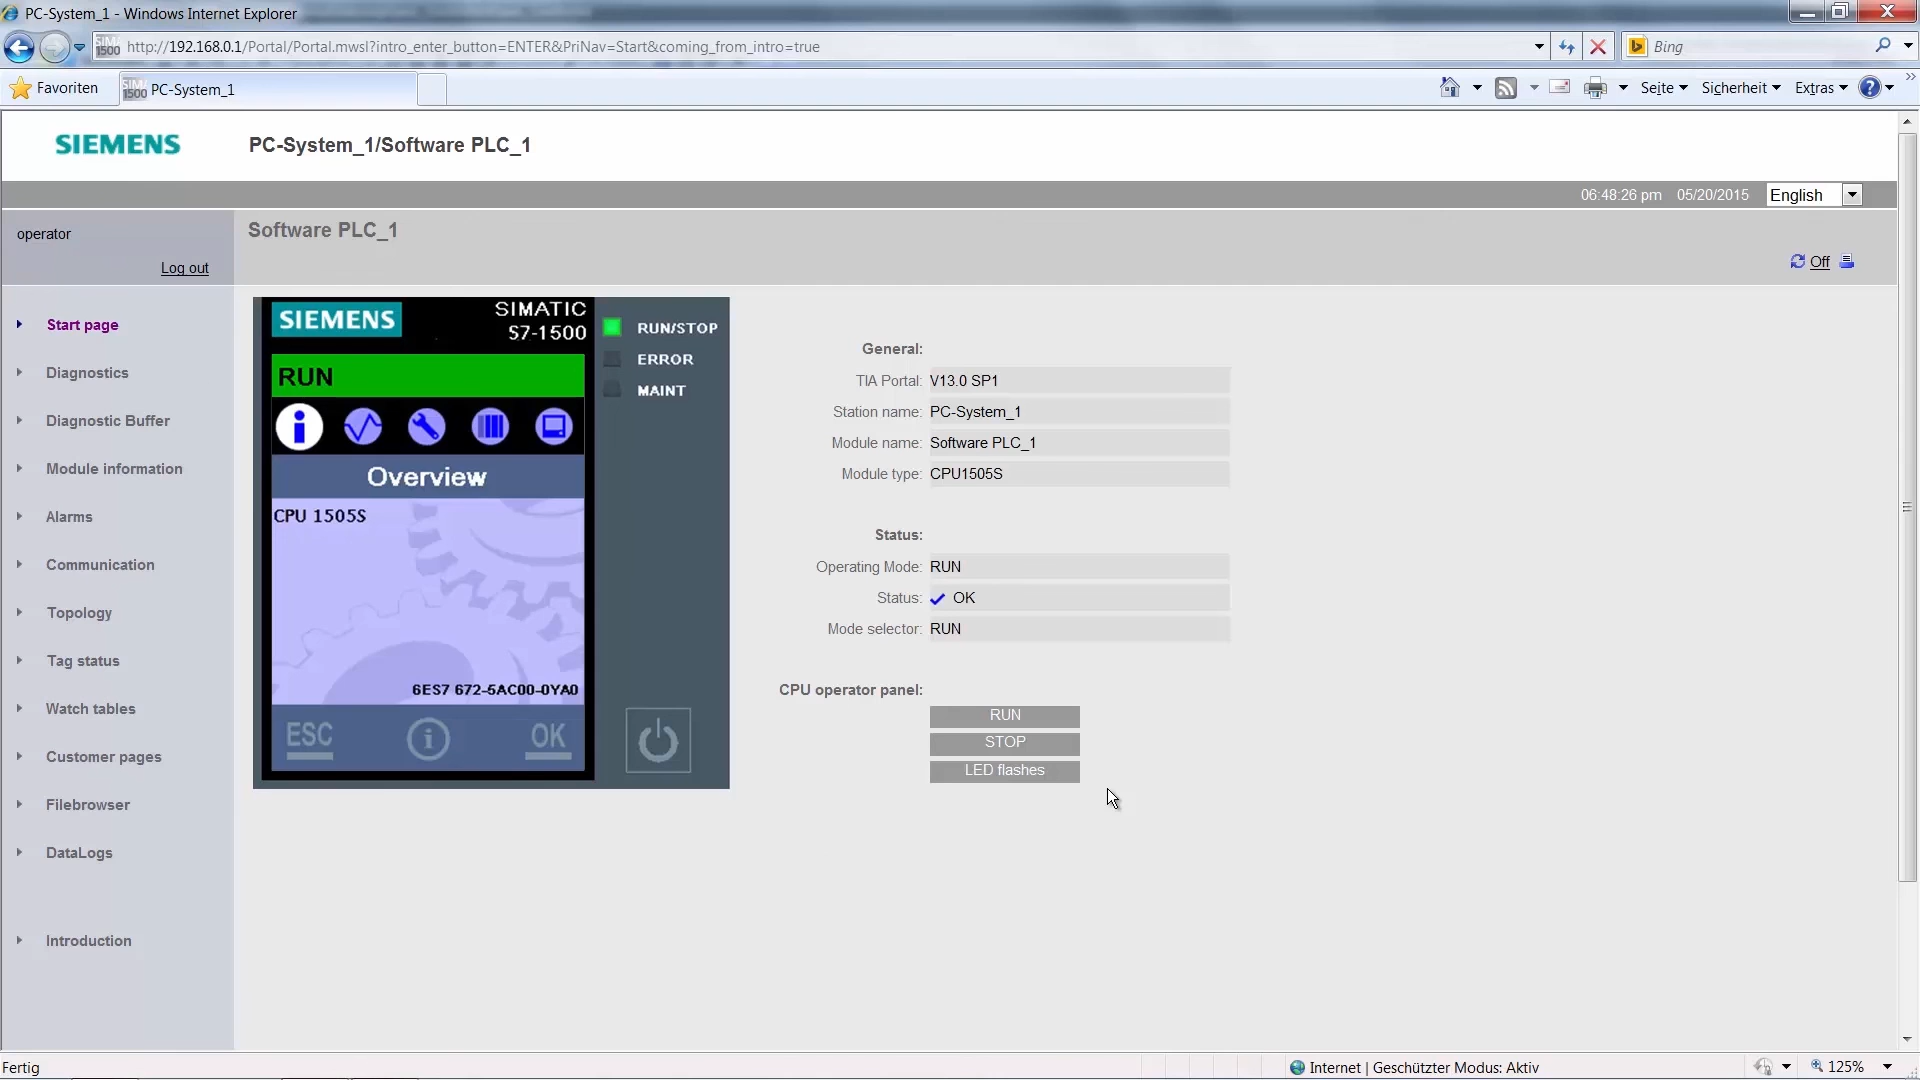 PC-System_1 - Windows Internet Explorer
http://192.168.0.1/Portal/Portal.mwsl?intro_enter_button=ENTER&PriNav=Start&coming_from_intro=true
Bing
Favoriten
PC-System_1
Seite
Sicherheit
Extras
SIEMENS
PC-System_1/Software PLC_1
06:48:26 pm 05/20/2015 English
operator
Log out
Software PLC_1
Off
Start page
Diagnostics
Diagnostic Buffer
Module information
Alarms
Communication
Topology
Tag status
Watch tables
Customer pages
Filebrowser
DataLogs
Introduction
SIEMENS
SIMATIC
S7-1500
RUN
Overview
CPU 1505S
6ES7 672-5AC00-0YA0
ESC
OK
RUN/STOP
ERROR
MAINT
General:
TIA Portal: V13.0 SP1
Station name: PC-System_1
Module name: Software PLC_1
Module type: CPU1505S
Status:
Operating Mode: RUN
Status: OK
Mode selector: RUN
CPU operator panel:
RUN
STOP
LED flashes
Fertig
Internet | Geschützter Modus: Aktiv
125%